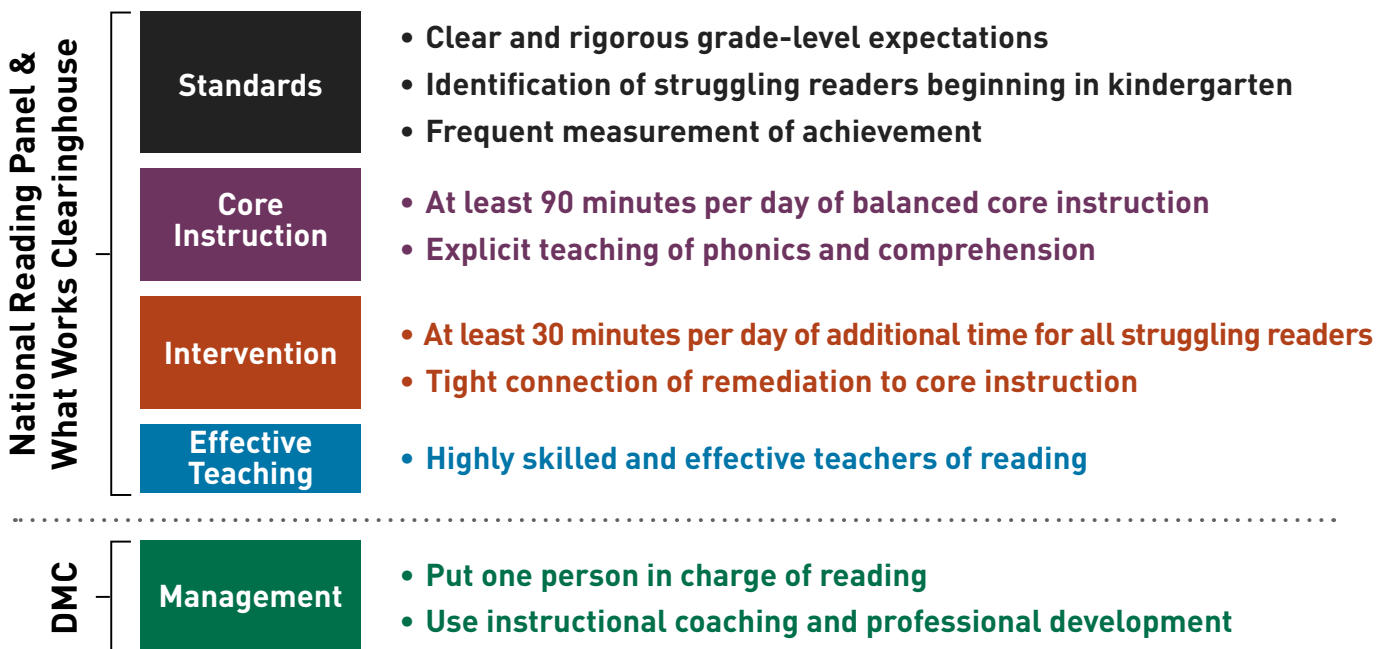 National Reading Panel &
What Works Clearinghouse
Standards
• Clear and rigorous grade-level expectations
• Identification of struggling readers beginning in kindergarten
• Frequent measurement of achievement
Core
Instruction
• At least 90 minutes per day of balanced core instruction
• Explicit teaching of phonics and comprehension
Intervention
• At least 30 minutes per day of additional time for all struggling readers
• Tight connection of remediation to core instruction
Effective
Teaching
• Highly skilled and effective teachers of reading
DMC
Management
• Put one person in charge of reading
• Use instructional coaching and professional development